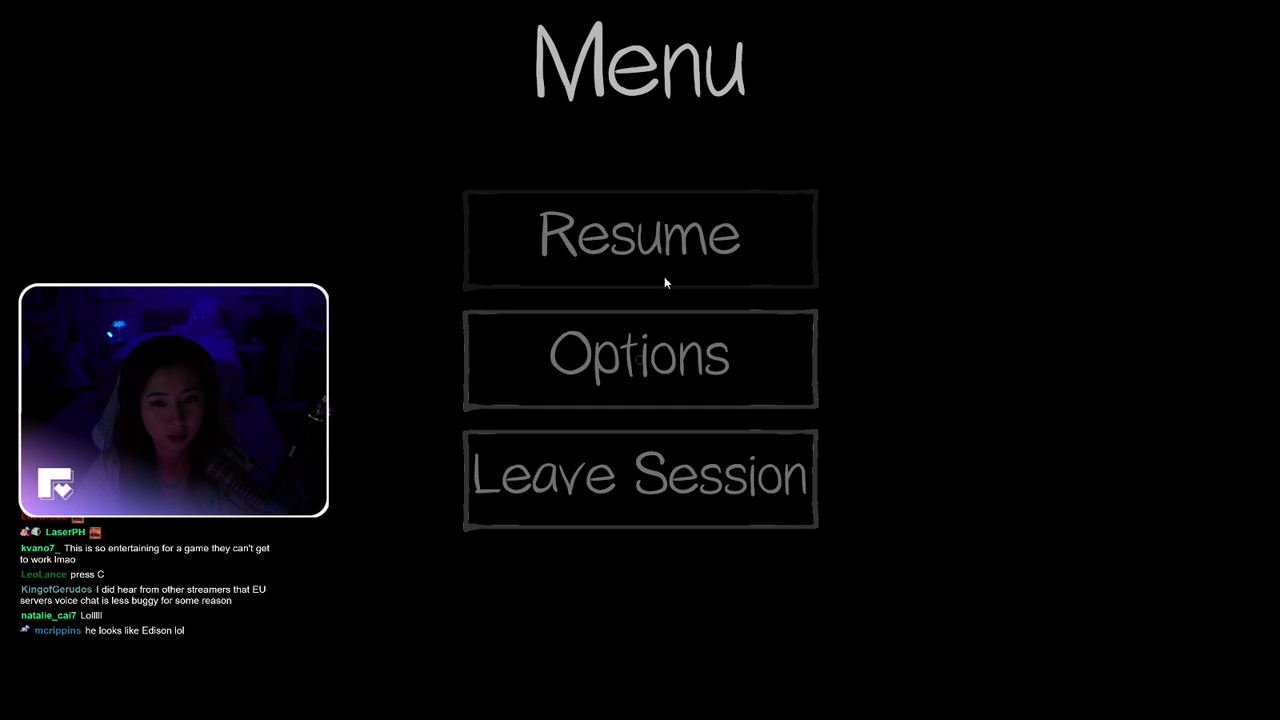 Menu
Resume
Options
Leave Session
LaserPH
kvano7_ This is so entertaining for a game they can't get
to work lmao
LeoLance press C
KingofGerudos I did hear from other streamers that EU
servers voice chat is less buggy for some reason
natalie_cai7 Lolllll
mcrippins he looks like Edison lol